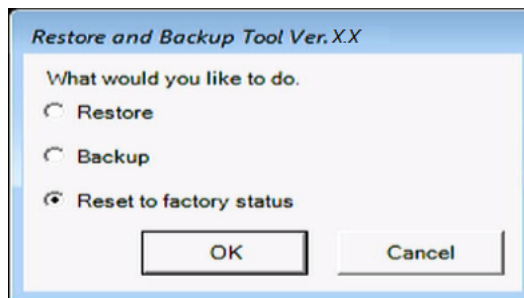 Restore and Backup Tool Ver. X.X
What would you like to do.
Restore
Backup
Reset to factory status
OK Cancel